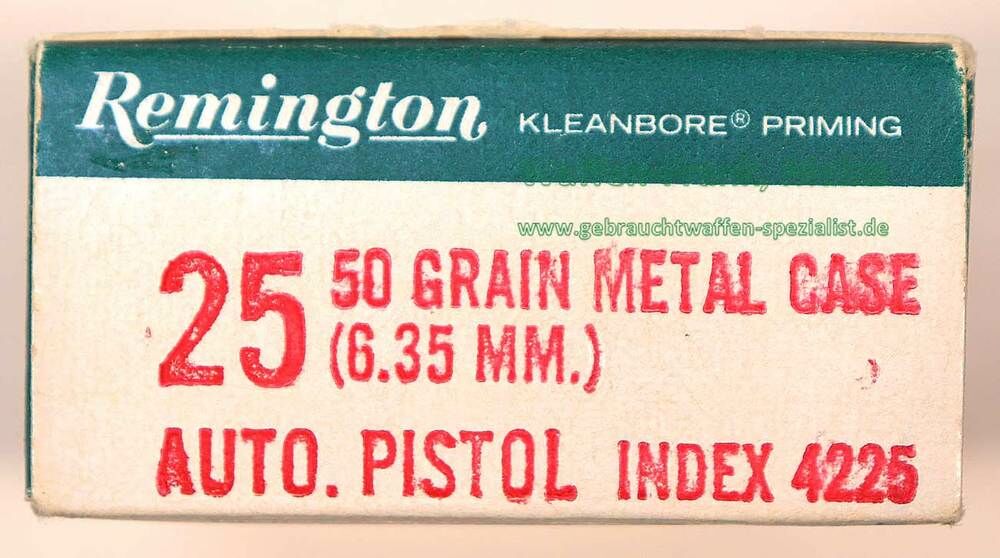 Remington KLEANBORE® PRIMING
www.gebrauchtwaffen-spezialist.de
25 50 GRAIN METAL CASE
(6.35 MM.)
AUTO. PISTOL INDEX 4225